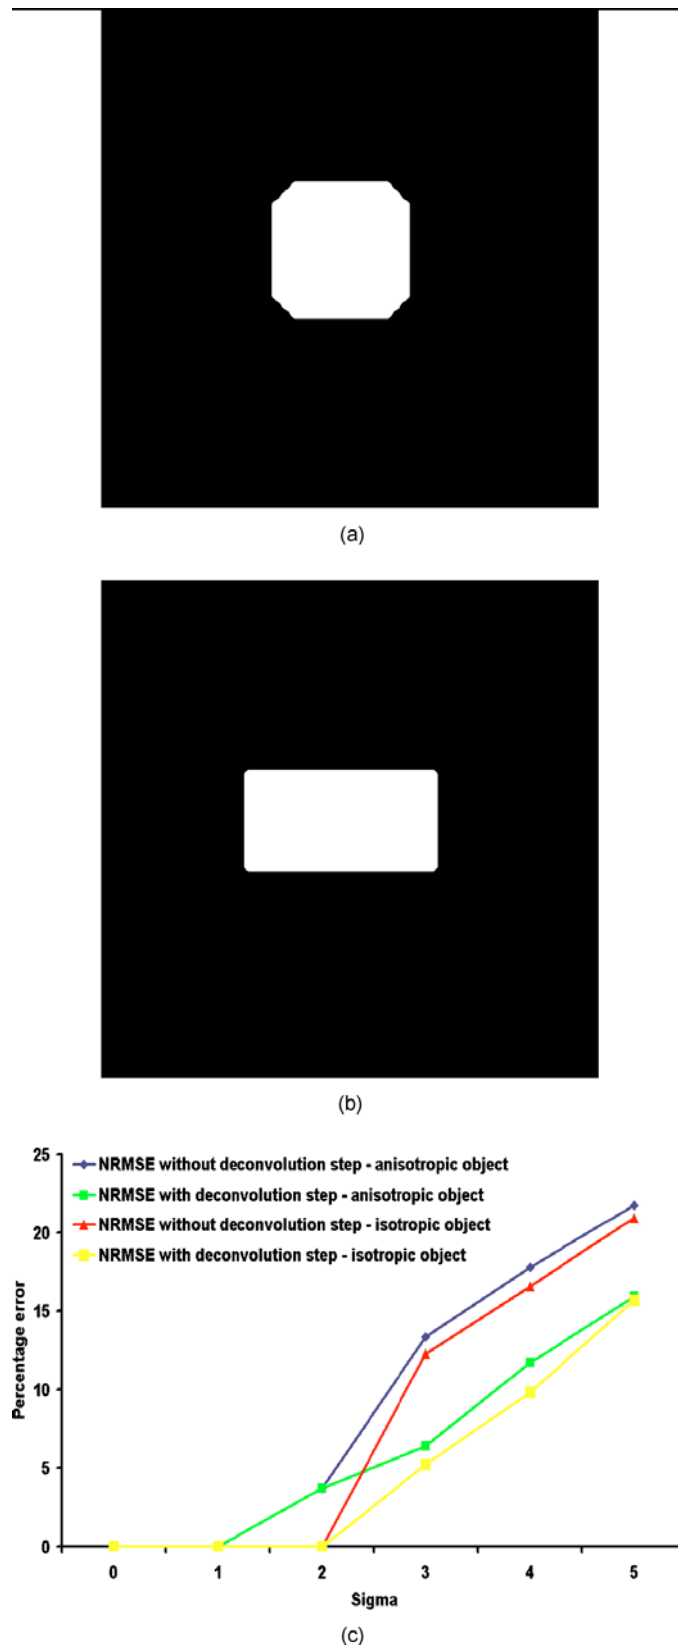 (a)
(b)
25
NRMSE without deconvolution step - anisotropic object
NRMSE with deconvolution step - anisotropic object
20
NRMSE without deconvolution step - isotropic object
NRMSE with deconvolution step - isotropic object
15
Percentage error
10
5
0
0 1 2 3 4 5
Sigma
(c)